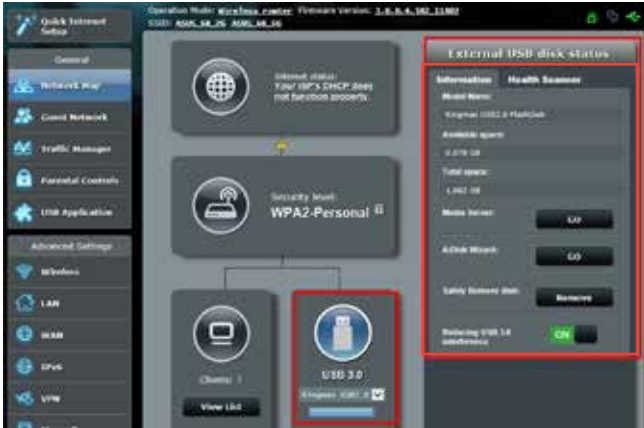 Quick Internet
Setup
Operation Mode: Wireless router Firmware Version:
SSID:
General
Network Map
Guest Network
Traffic Manager
Parental Controls
USB Application
Advanced Settings
Wireless
LAN
WAN
IPv6
VPN
Internet status:
Your ISP's DHCP does
not function properly.
Security level:
WPA2-Personal
Clients: 1
View List
USB 3.0
External USB disk status
Information Health Scanner
Model Name:
Available space:
Total space:
Media Server:
GO
AiDisk Wizard:
GO
Safely Remove disk:
Remove
Reducing USB 3.0
interference
ON